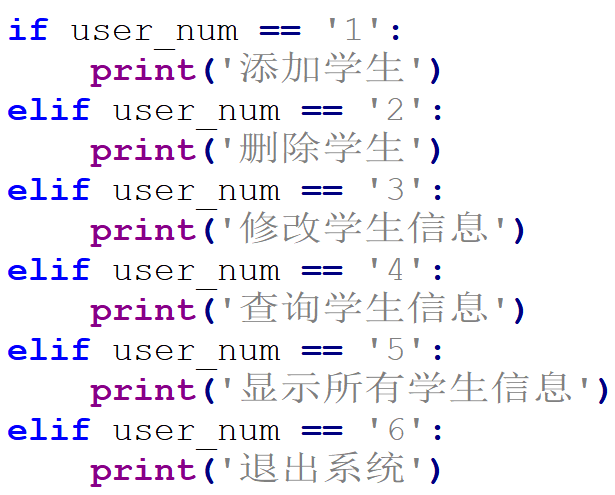 if user_num == '1':
    print('添加学生')
elif user_num == '2':
    print('删除学生')
elif user_num == '3':
    print('修改学生信息')
elif user_num == '4':
    print('查询学生信息')
elif user_num == '5':
    print('显示所有学生信息')
elif user_num == '6':
    print('退出系统')